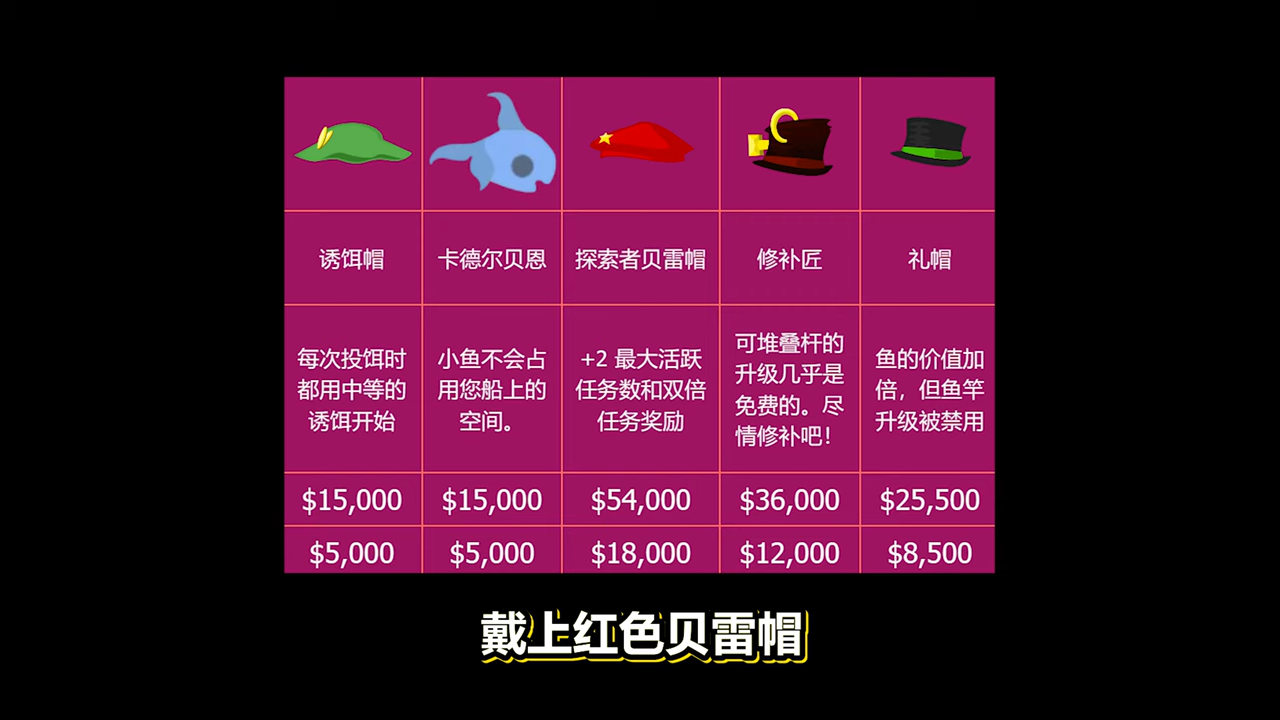 诱饵帽
卡德尔贝恩
探索者贝雷帽
修补匠
礼帽
每次投饵时
都用中等的
诱饵开始
小鱼不会占
用您船上的
空间。
+2 最大活跃
任务数和双倍
任务奖励
可堆叠杆的
升级几乎是
免费的。尽
情修补吧!
鱼的价值加
倍，但鱼竿
升级被禁用
$15,000
$15,000
$54,000
$36,000
$25,500
$5,000
$5,000
$18,000
$12,000
$8,500
戴上红色贝雷帽